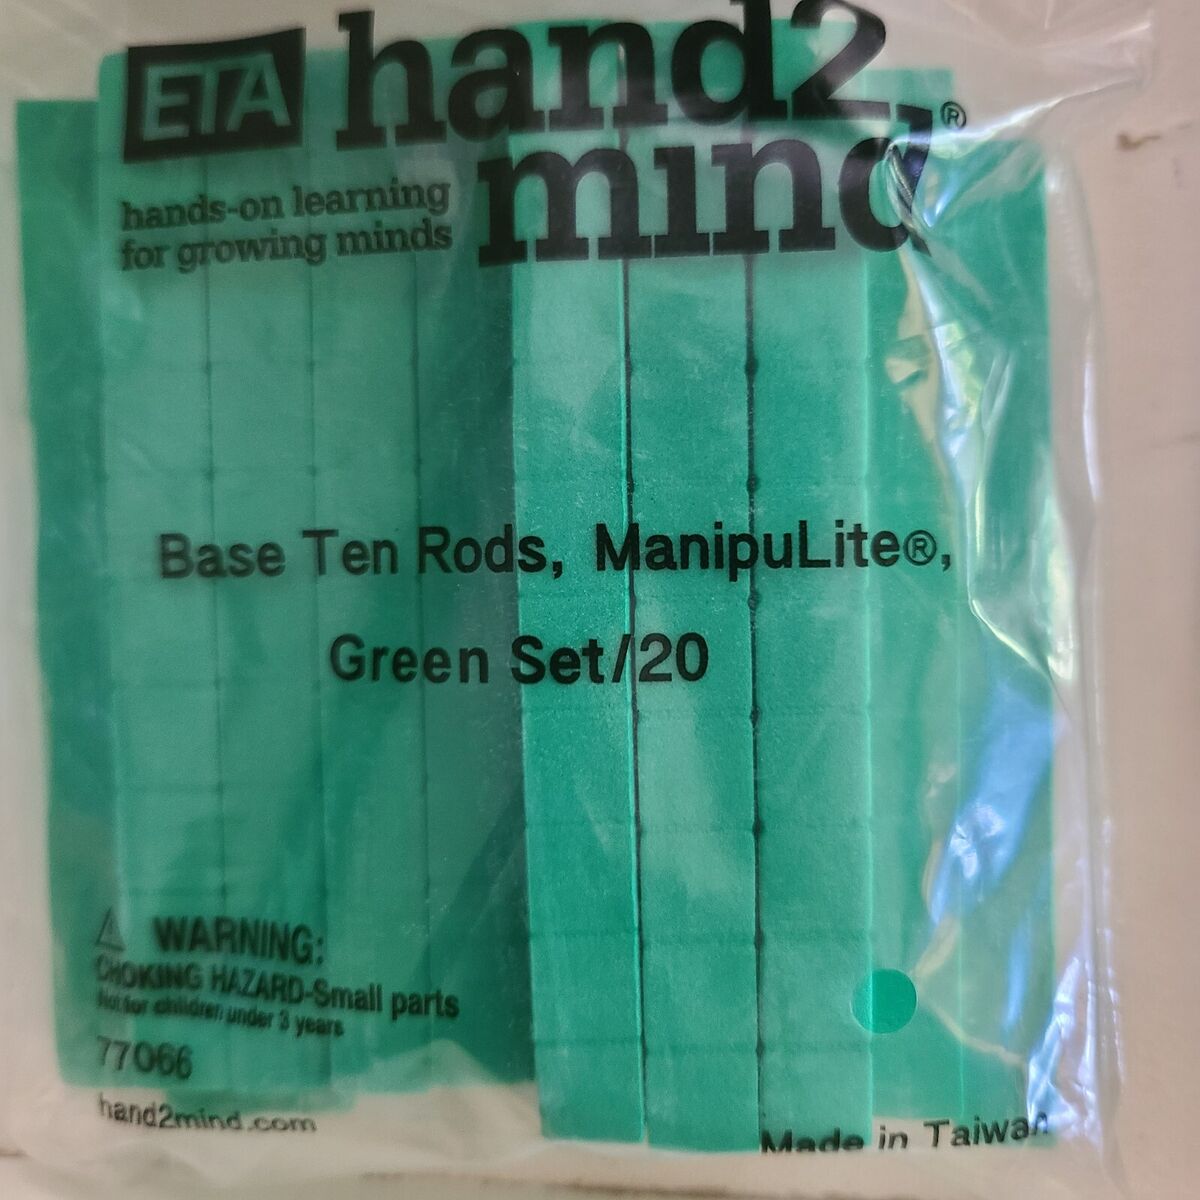 ETA hand2
mind®
hands-on learning
for growing minds
Base Ten Rods, ManipuLite®,
Green Set/20
⚠ WARNING:
CHOKING HAZARD-Small parts
Not for children under 3 years
77066
hand2mind.com
Made in Taiwan